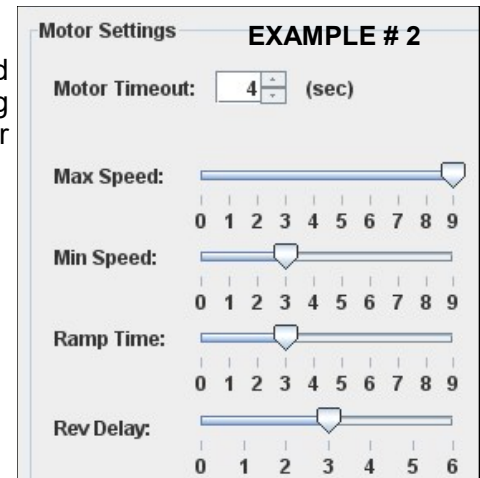 Motor Settings
EXAMPLE # 2
d
g
r
Motor Timeout: 4 (sec)
Max Speed:
0 1 2 3 4 5 6 7 8 9
Min Speed:
0 1 2 3 4 5 6 7 8 9
Ramp Time:
0 1 2 3 4 5 6 7 8 9
Rev Delay:
0 1 2 3 4 5 6